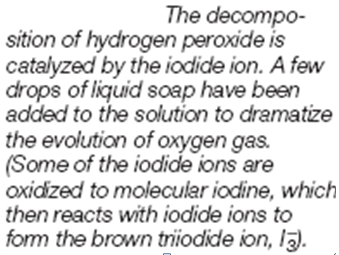 The decompo-
sition of hydrogen peroxide is
catalyzed by the iodide ion. A few
drops of liquid soap have been
added to the solution to dramatize
the evolution of oxygen gas.
(Some of the iodide ions are
oxidized to molecular iodine, which
then reacts with iodide ions to
form the brown triiodide ion, I3̅).